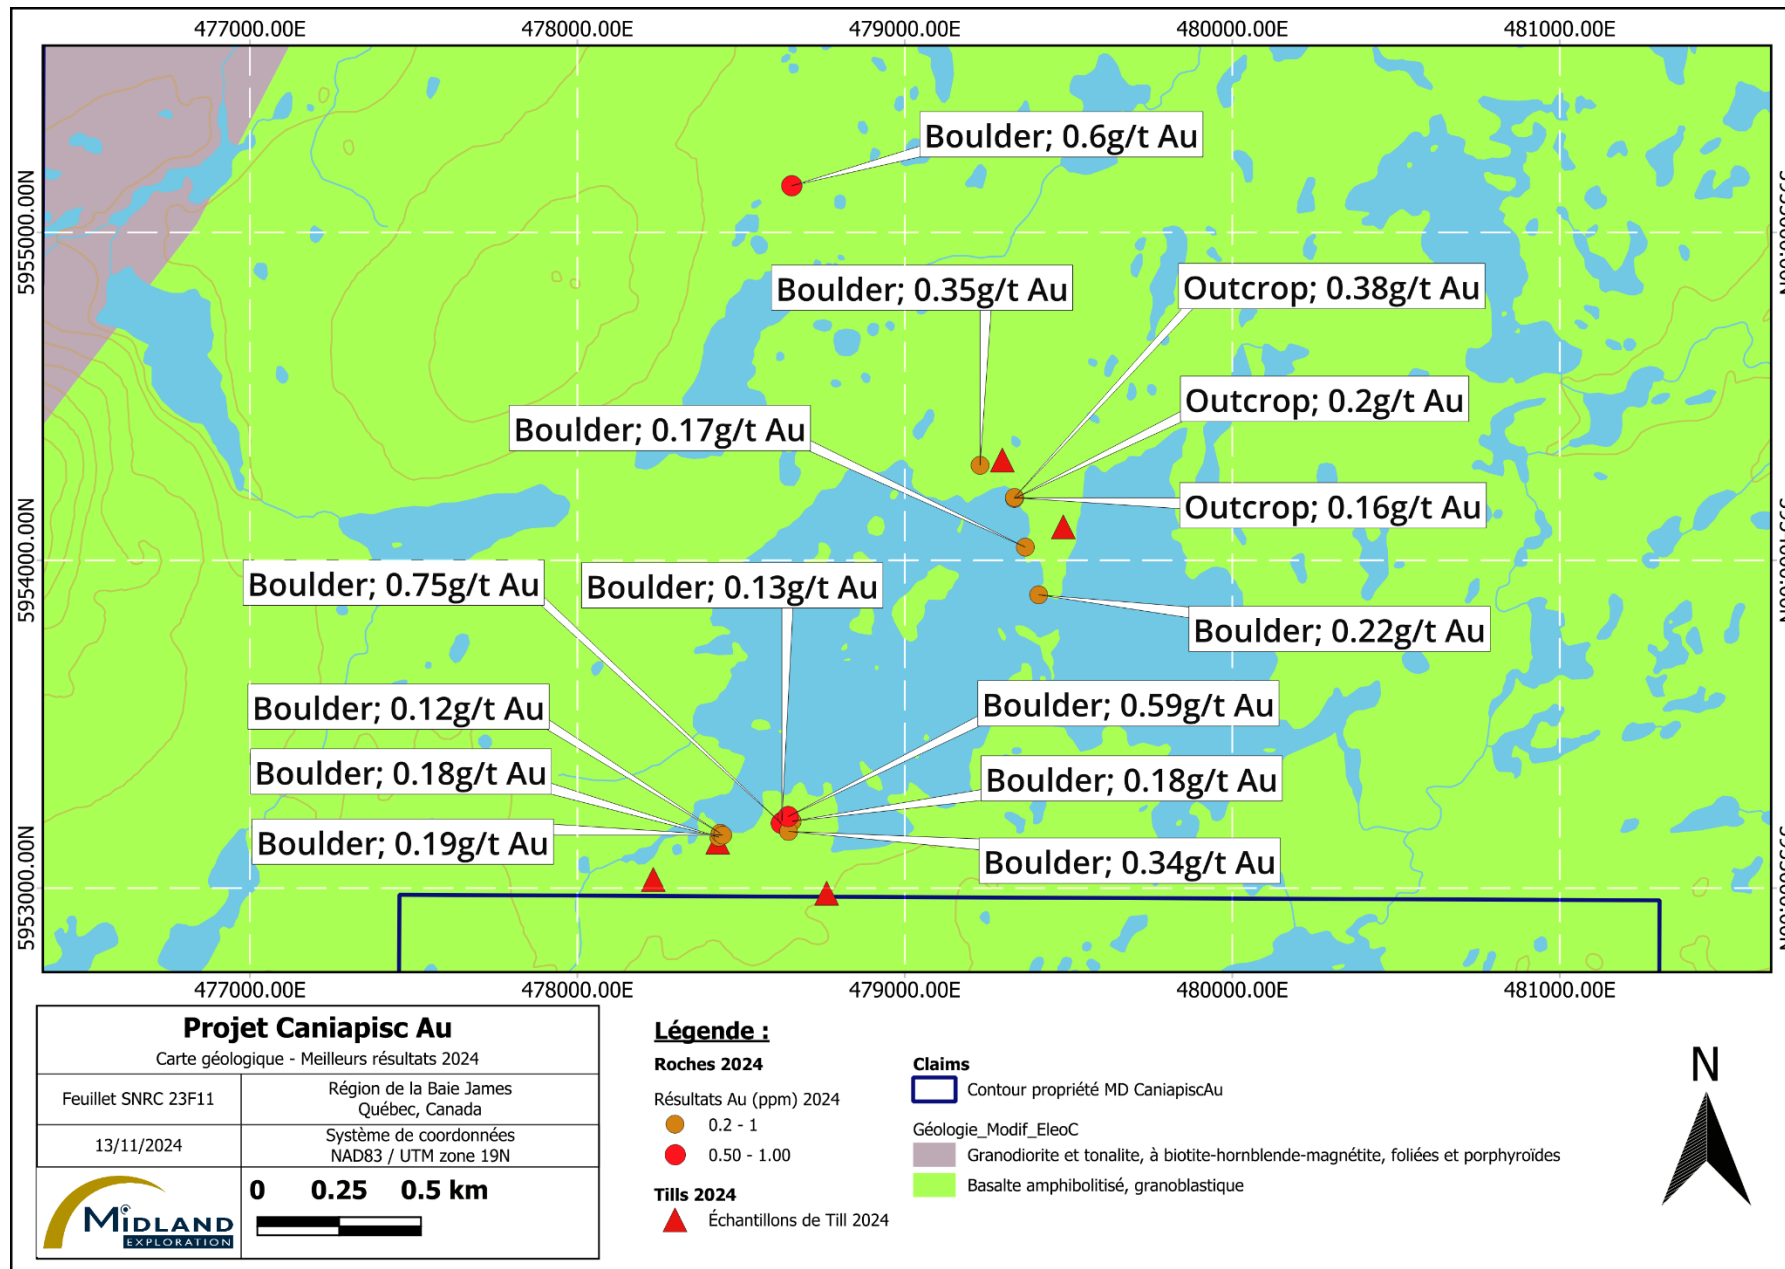 477000.00E 478000.00E 479000.00E 480000.00E 481000.00E
Boulder; 0.6g/t Au
5955000.00N
5955000.00N
Boulder; 0.35g/t Au
Outcrop; 0.38g/t Au
Outcrop; 0.2g/t Au
Boulder; 0.17g/t Au
Outcrop; 0.16g/t Au
5954000.00N
5954000.00N
Boulder; 0.75g/t Au
Boulder; 0.13g/t Au
Boulder; 0.22g/t Au
Boulder; 0.12g/t Au
Boulder; 0.59g/t Au
Boulder; 0.18g/t Au
Boulder; 0.18g/t Au
Boulder; 0.19g/t Au
Boulder; 0.34g/t Au
5953000.00N
5953000.00N
477000.00E 478000.00E 479000.00E 480000.00E 481000.00E
Projet Caniapisc Au
Carte géologique - Meilleurs résultats 2024
Feuillet SNRC 23F11
Région de la Baie James
Québec, Canada
13/11/2024
Système de coordonnées
NAD83 / UTM zone 19N
MIDLAND
EXPLORATION
0 0.25 0.5 km
Légende :
Roches 2024
Résultats Au (ppm) 2024
0.2 - 1
0.50 - 1.00
Tills 2024
Échantillons de Till 2024
Claims
Contour propriété MD CaniapiscAu
Géologie_Modif_EleoC
Granodiorite et tonalite, à biotite-hornblende-magnétite, foliées et porphyroïdes
Basalte amphibolitisé, granoblastique
N